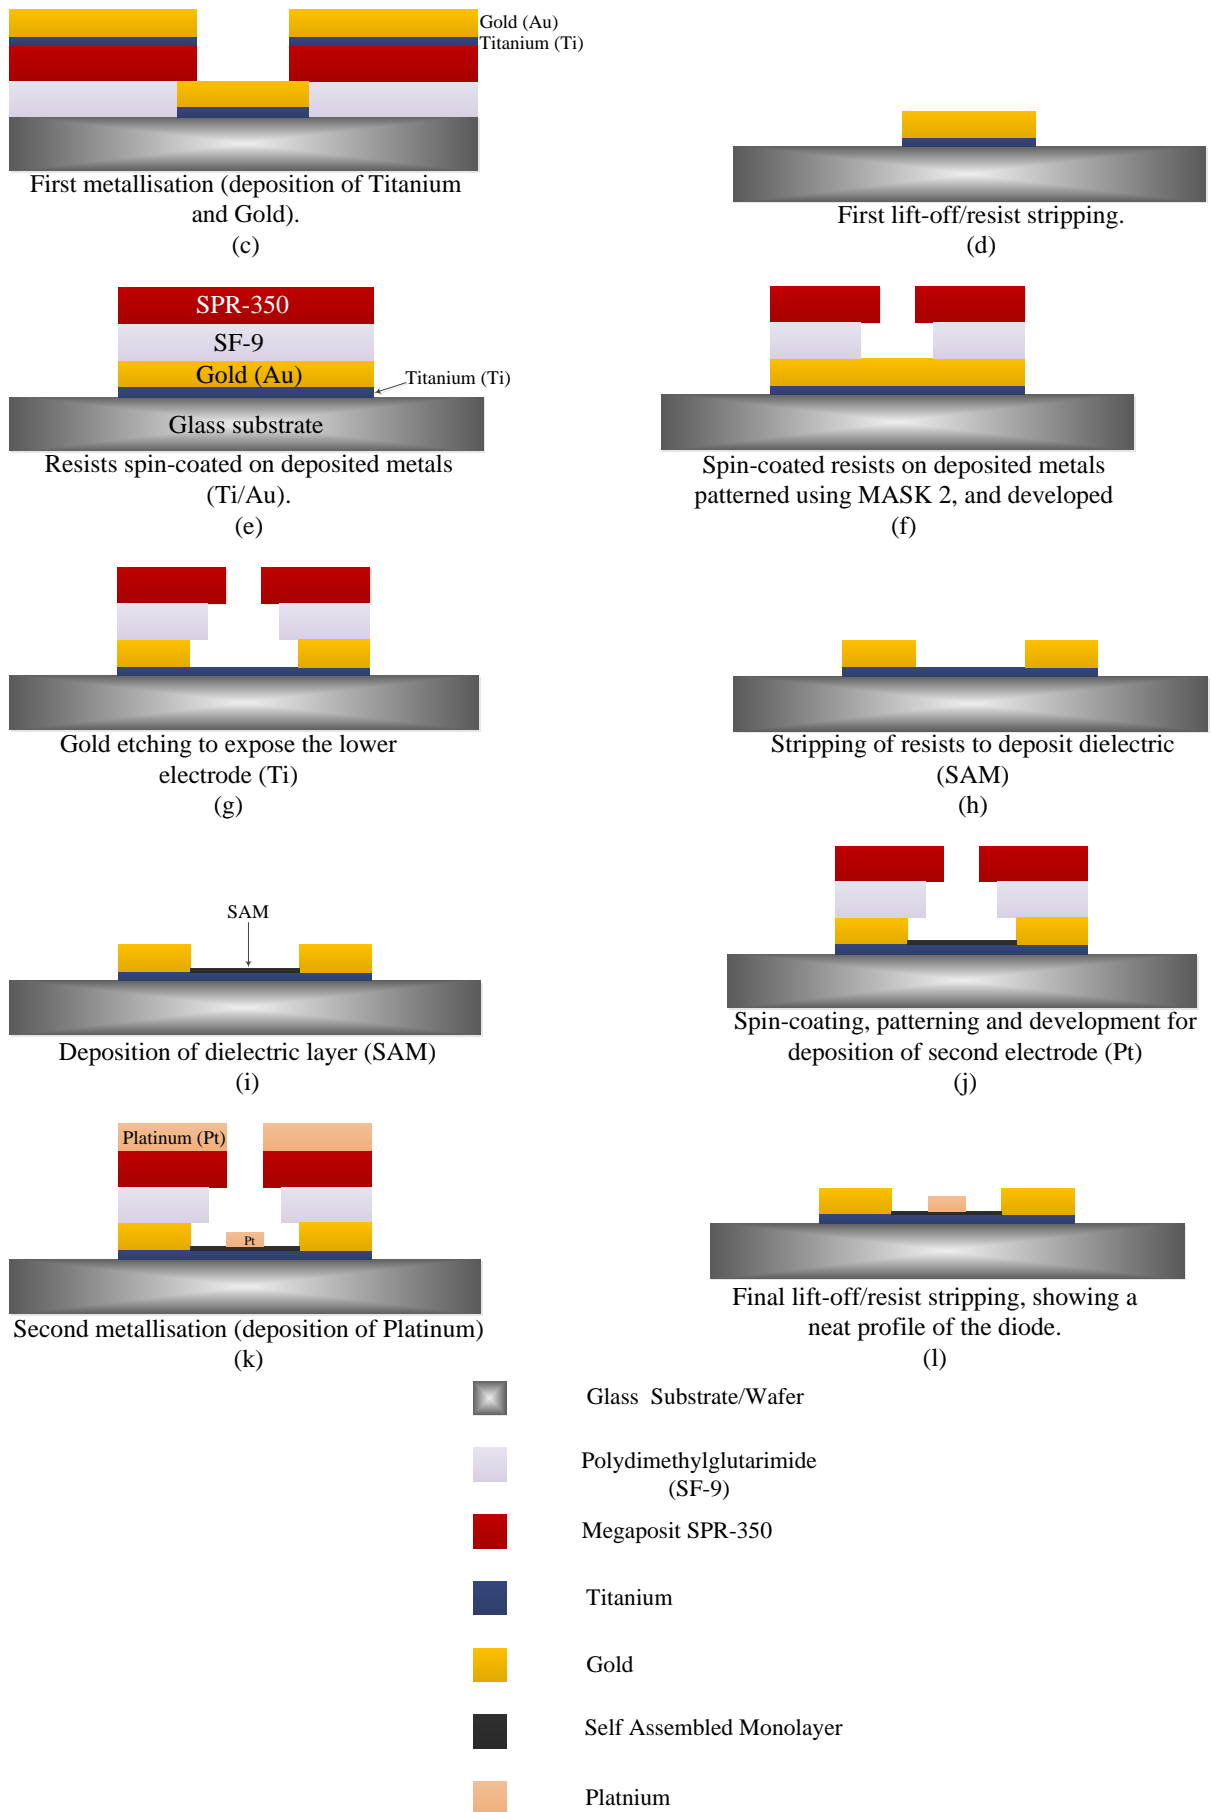 Gold (Au)
Titanium (Ti)
First metallisation (deposition of Titanium
and Gold).
(c)
First lift-off/resist stripping.
(d)
SPR-350
SF-9
Gold (Au)
Titanium (Ti)
Glass substrate
Resists spin-coated on deposited metals
(Ti/Au).
(e)
Spin-coated resists on deposited metals
patterned using MASK 2, and developed
(f)
Gold etching to expose the lower
electrode (Ti)
(g)
Stripping of resists to deposit dielectric
(SAM)
(h)
SAM
Deposition of dielectric layer (SAM)
(i)
Spin-coating, patterning and development for
deposition of second electrode (Pt)
(j)
Platinum (Pt)
Pt
Second metallisation (deposition of Platinum)
(k)
Final lift-off/resist stripping, showing a
neat profile of the diode.
(l)
Glass Substrate/Wafer
Polydimethylglutarimide
(SF-9)
Megaposit SPR-350
Titanium
Gold
Self Assembled Monolayer
Platnium